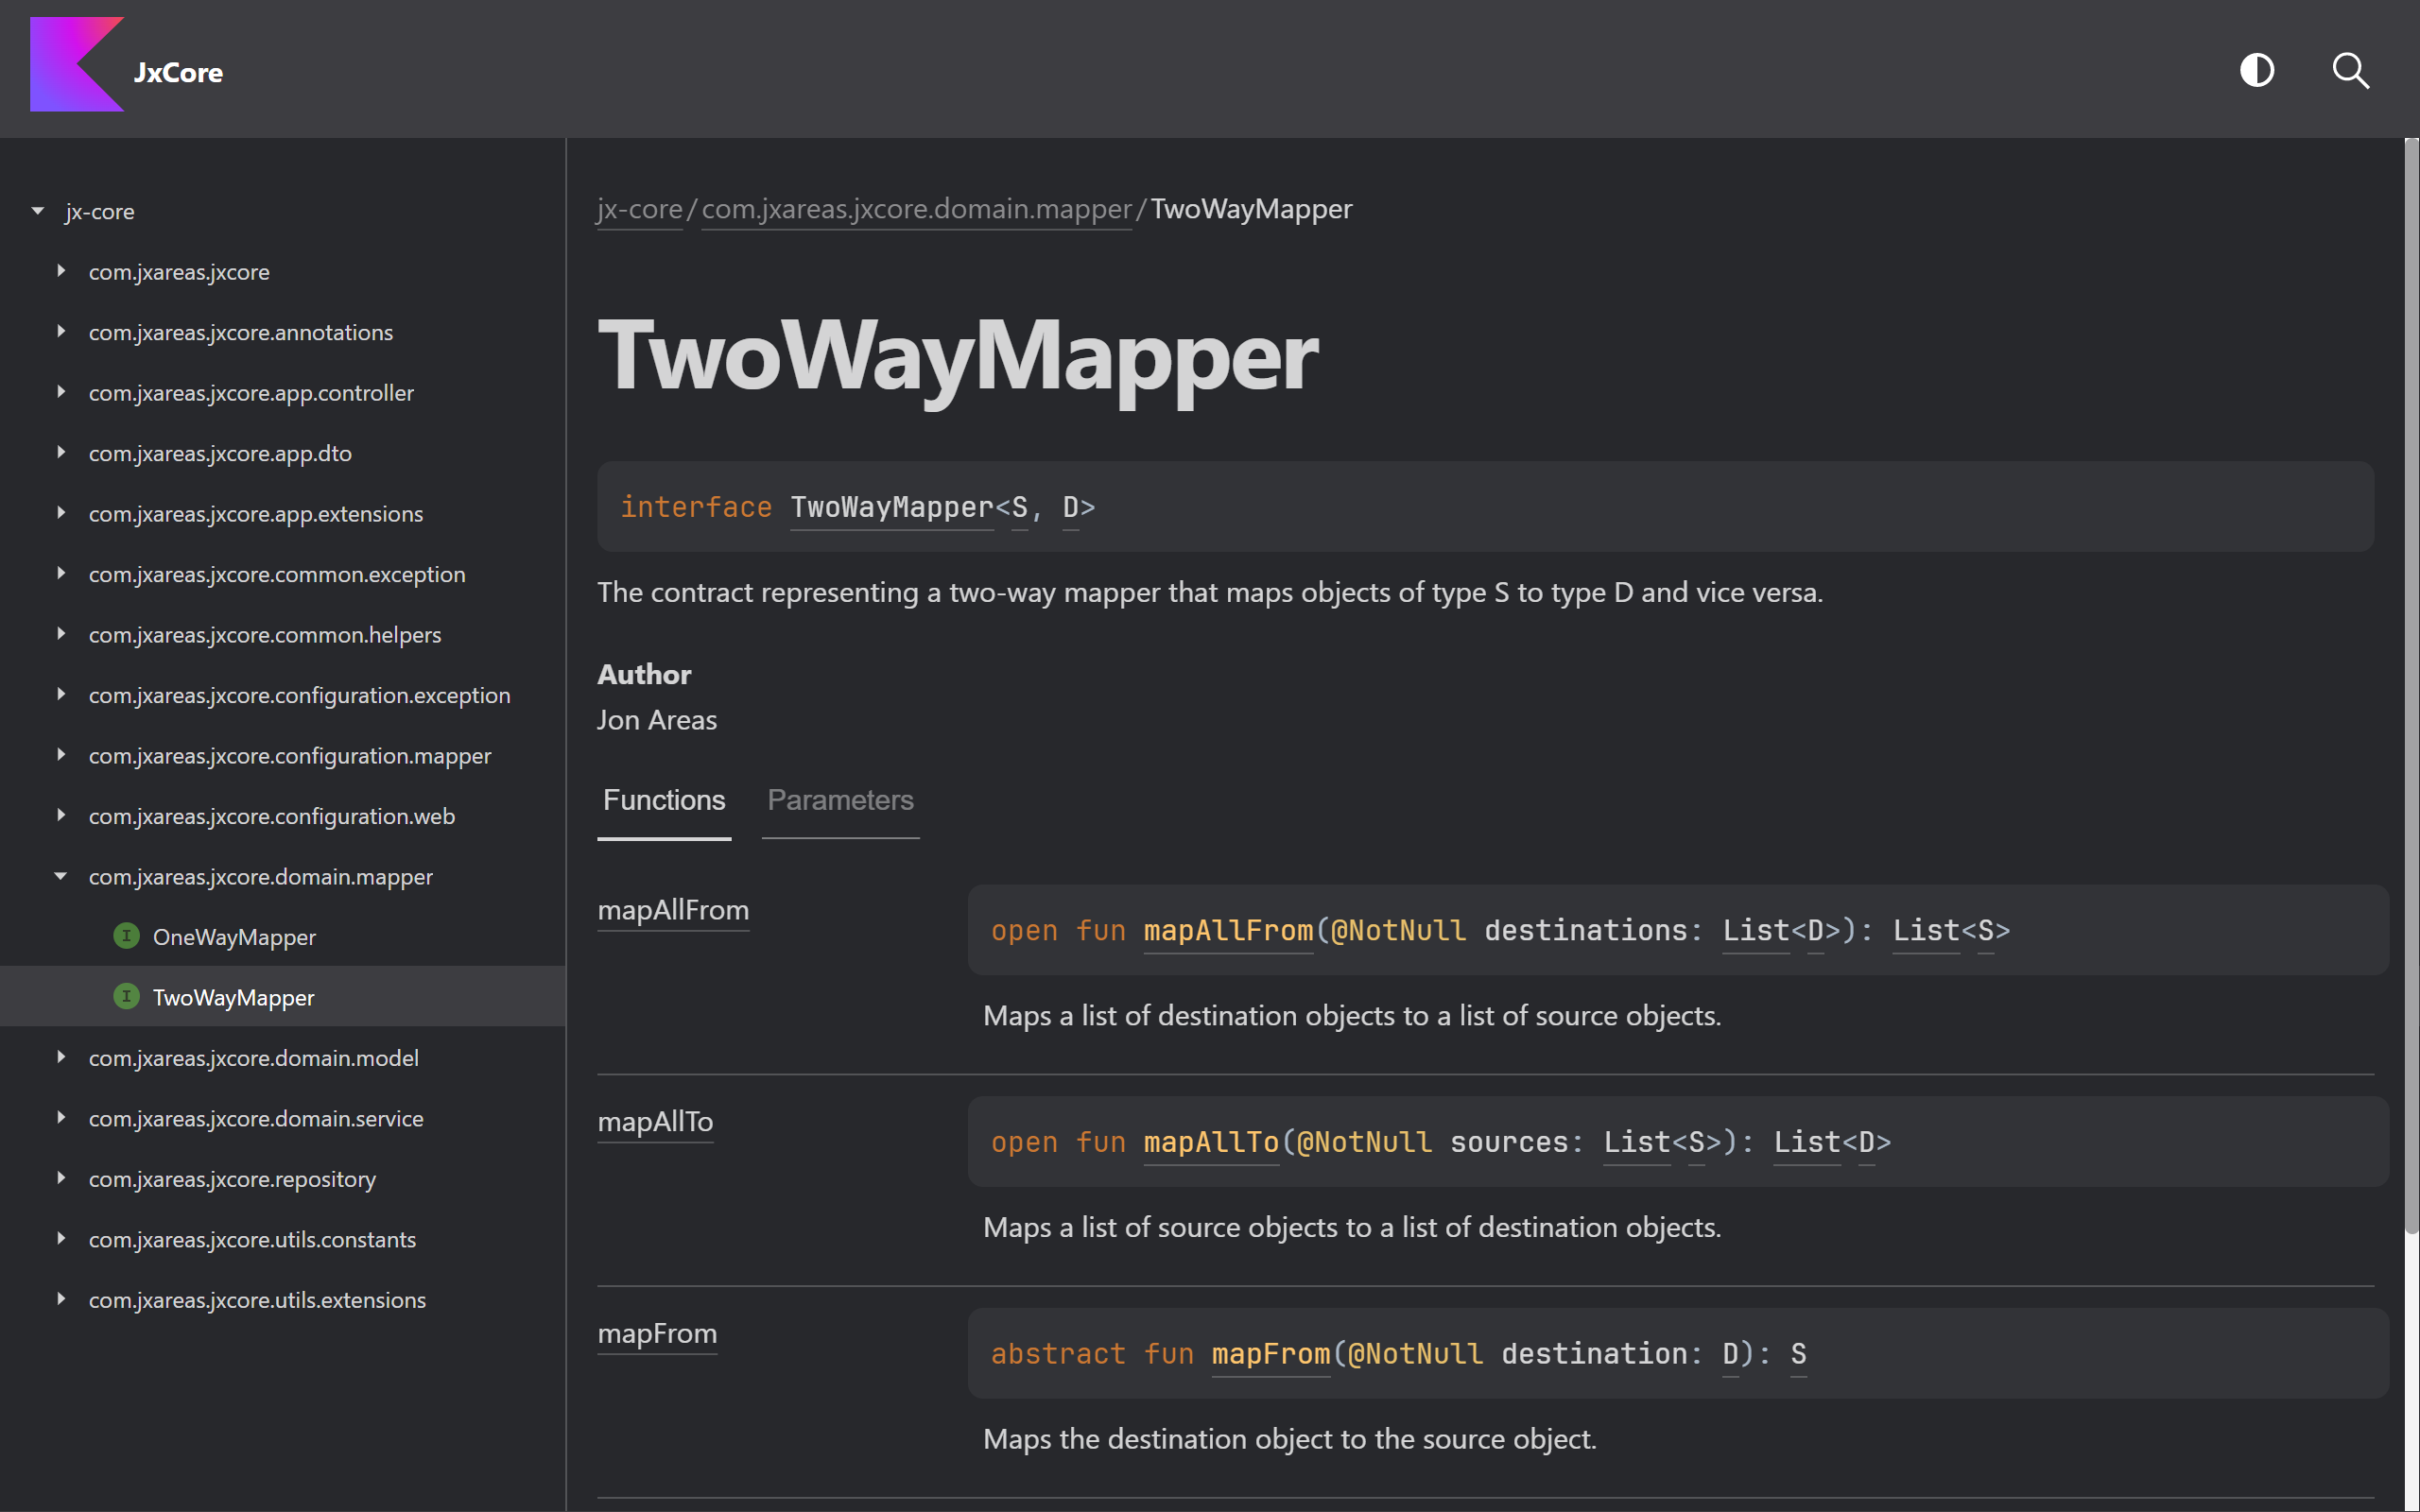 JxCore
jx-core
com.jxareas.jxcore
com.jxareas.jxcore.annotations
com.jxareas.jxcore.app.controller
com.jxareas.jxcore.app.dto
com.jxareas.jxcore.app.extensions
com.jxareas.jxcore.common.exception
com.jxareas.jxcore.common.helpers
com.jxareas.jxcore.configuration.exception
com.jxareas.jxcore.configuration.mapper
com.jxareas.jxcore.configuration.web
com.jxareas.jxcore.domain.mapper
I OneWayMapper
I TwoWayMapper
com.jxareas.jxcore.domain.model
com.jxareas.jxcore.domain.service
com.jxareas.jxcore.repository
com.jxareas.jxcore.utils.constants
com.jxareas.jxcore.utils.extensions
jx-core/com.jxareas.jxcore.domain.mapper/TwoWayMapper
TwoWayMapper
interface TwoWayMapper<S, D>
The contract representing a two-way mapper that maps objects of type S to type D and vice versa.
Author
Jon Areas
Functions Parameters
mapAllFrom
open fun mapAllFrom(@NotNull destinations: List<D>): List<S>
Maps a list of destination objects to a list of source objects.
mapAllTo
open fun mapAllTo(@NotNull sources: List<S>): List<D>
Maps a list of source objects to a list of destination objects.
mapFrom
abstract fun mapFrom(@NotNull destination: D): S
Maps the destination object to the source object.